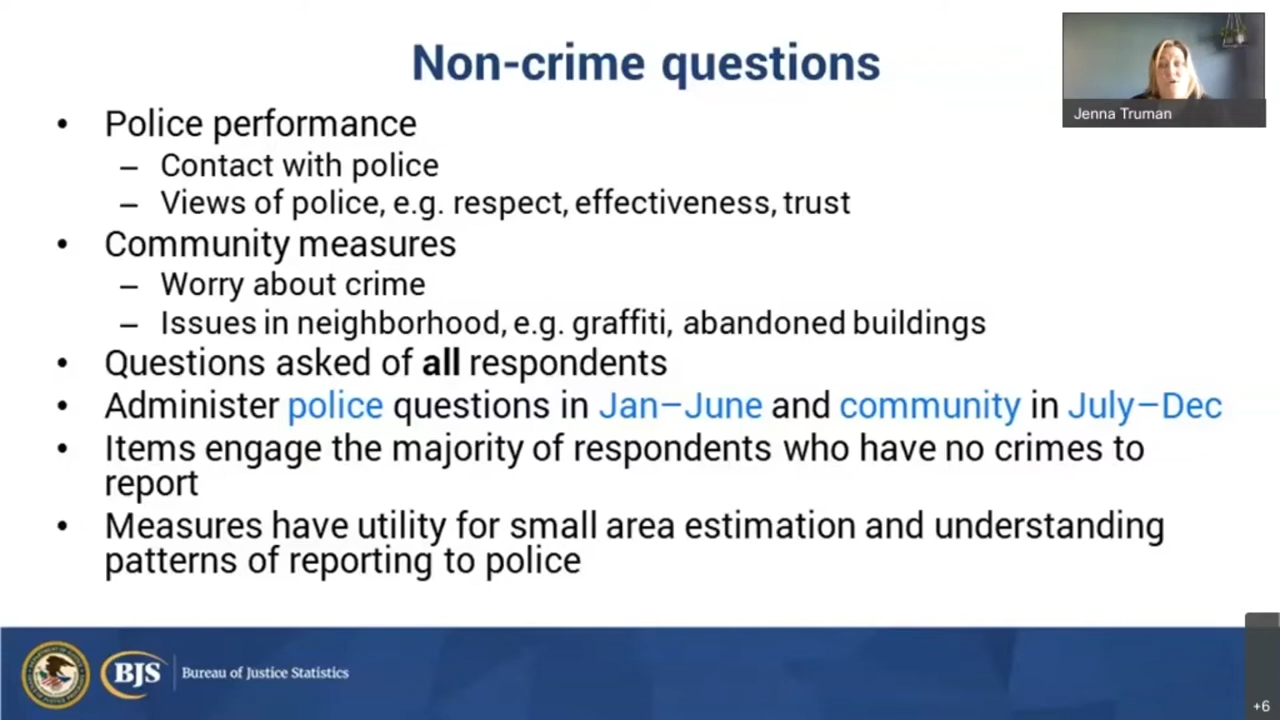 Non-crime questions
Jenna Truman
• Police performance
– Contact with police
– Views of police, e.g. respect, effectiveness, trust
• Community measures
– Worry about crime
– Issues in neighborhood, e.g. graffiti, abandoned buildings
• Questions asked of all respondents
• Administer police questions in Jan–June and community in July–Dec
• Items engage the majority of respondents who have no crimes to
report
• Measures have utility for small area estimation and understanding
patterns of reporting to police
BJS
Bureau of Justice Statistics
+6